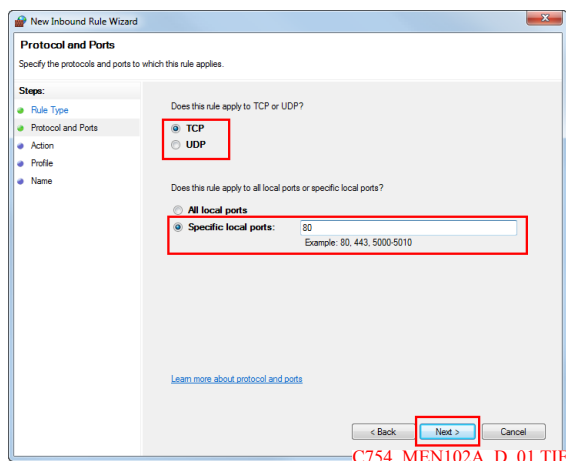 New Inbound Rule Wizard
Protocol and Ports
Specify the protocols and ports to which this rule applies.
Steps:
Rule Type
Protocol and Ports
Action
Profile
Name
Does this rule apply to TCP or UDP?
TCP
UDP
Does this rule apply to all local ports or specific local ports?
All local ports
Specific local ports: 80
Example: 80, 443, 5000-5010
Learn more about protocol and ports
< Back Next > Cancel
C754_MEN102A_D_01.TIF